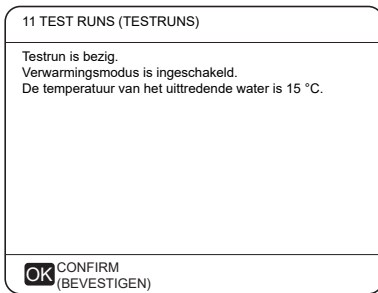 11 TEST RUNS (TESTRUNS)
Testrun is bezig.
Verwarmingsmodus is ingeschakeld.
De temperatuur van het uittredende water is 15 °C.
OK CONFIRM
(BEVESTIGEN)